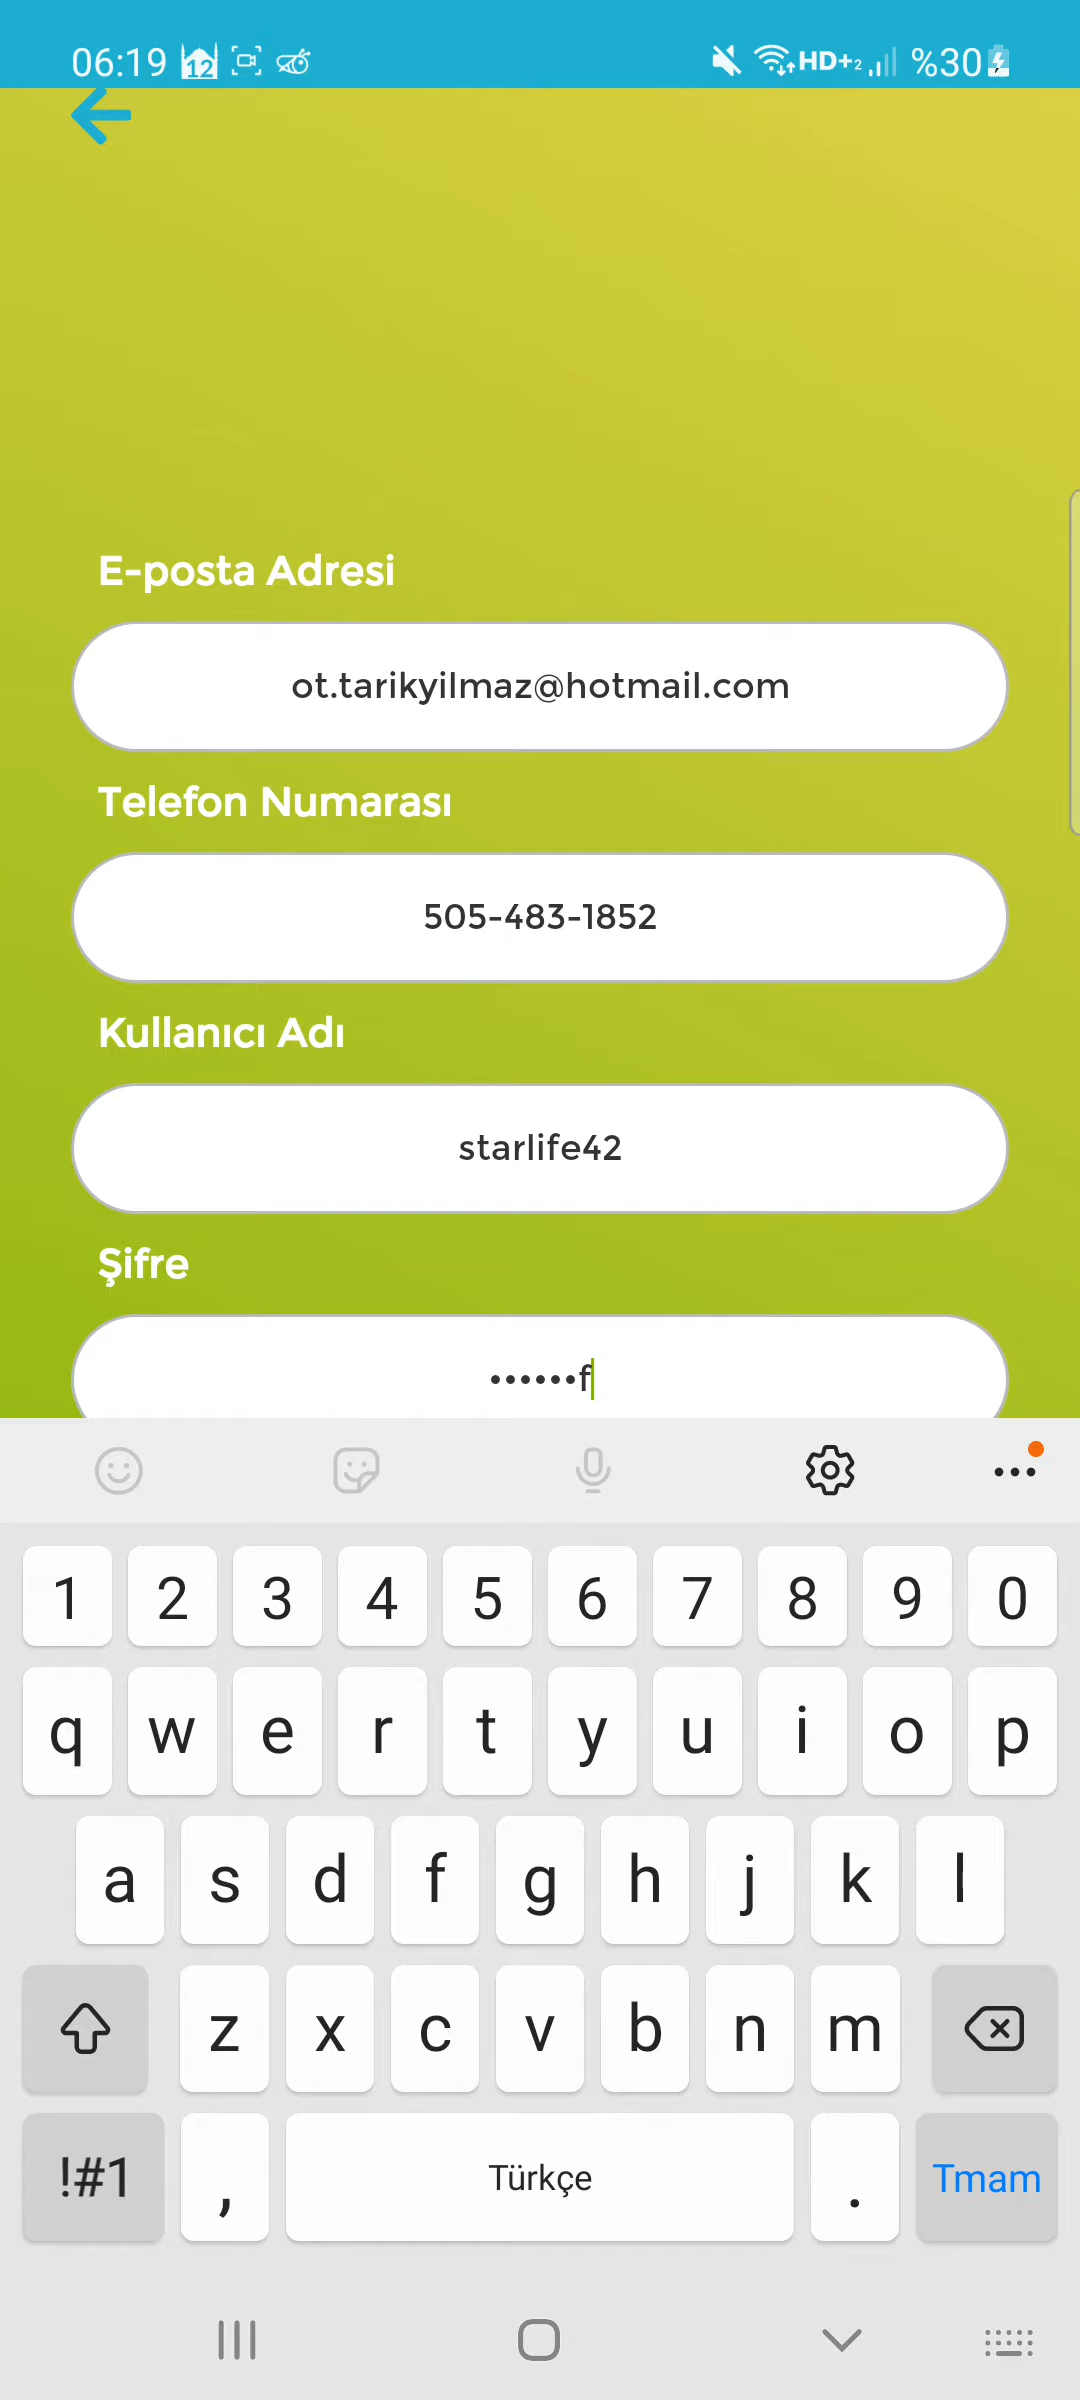 06:19 12 HD+2 %30
E-posta Adresi
ot.tarikyilmaz@hotmail.com
Telefon Numarası
505-483-1852
Kullanıcı Adı
starlife42
Şifre
••••••f
1 2 3 4 5 6 7 8 9 0
q w e r t y u i o p
a s d f g h j k l
z x c v b n m
!#1 , Türkçe . Tmam